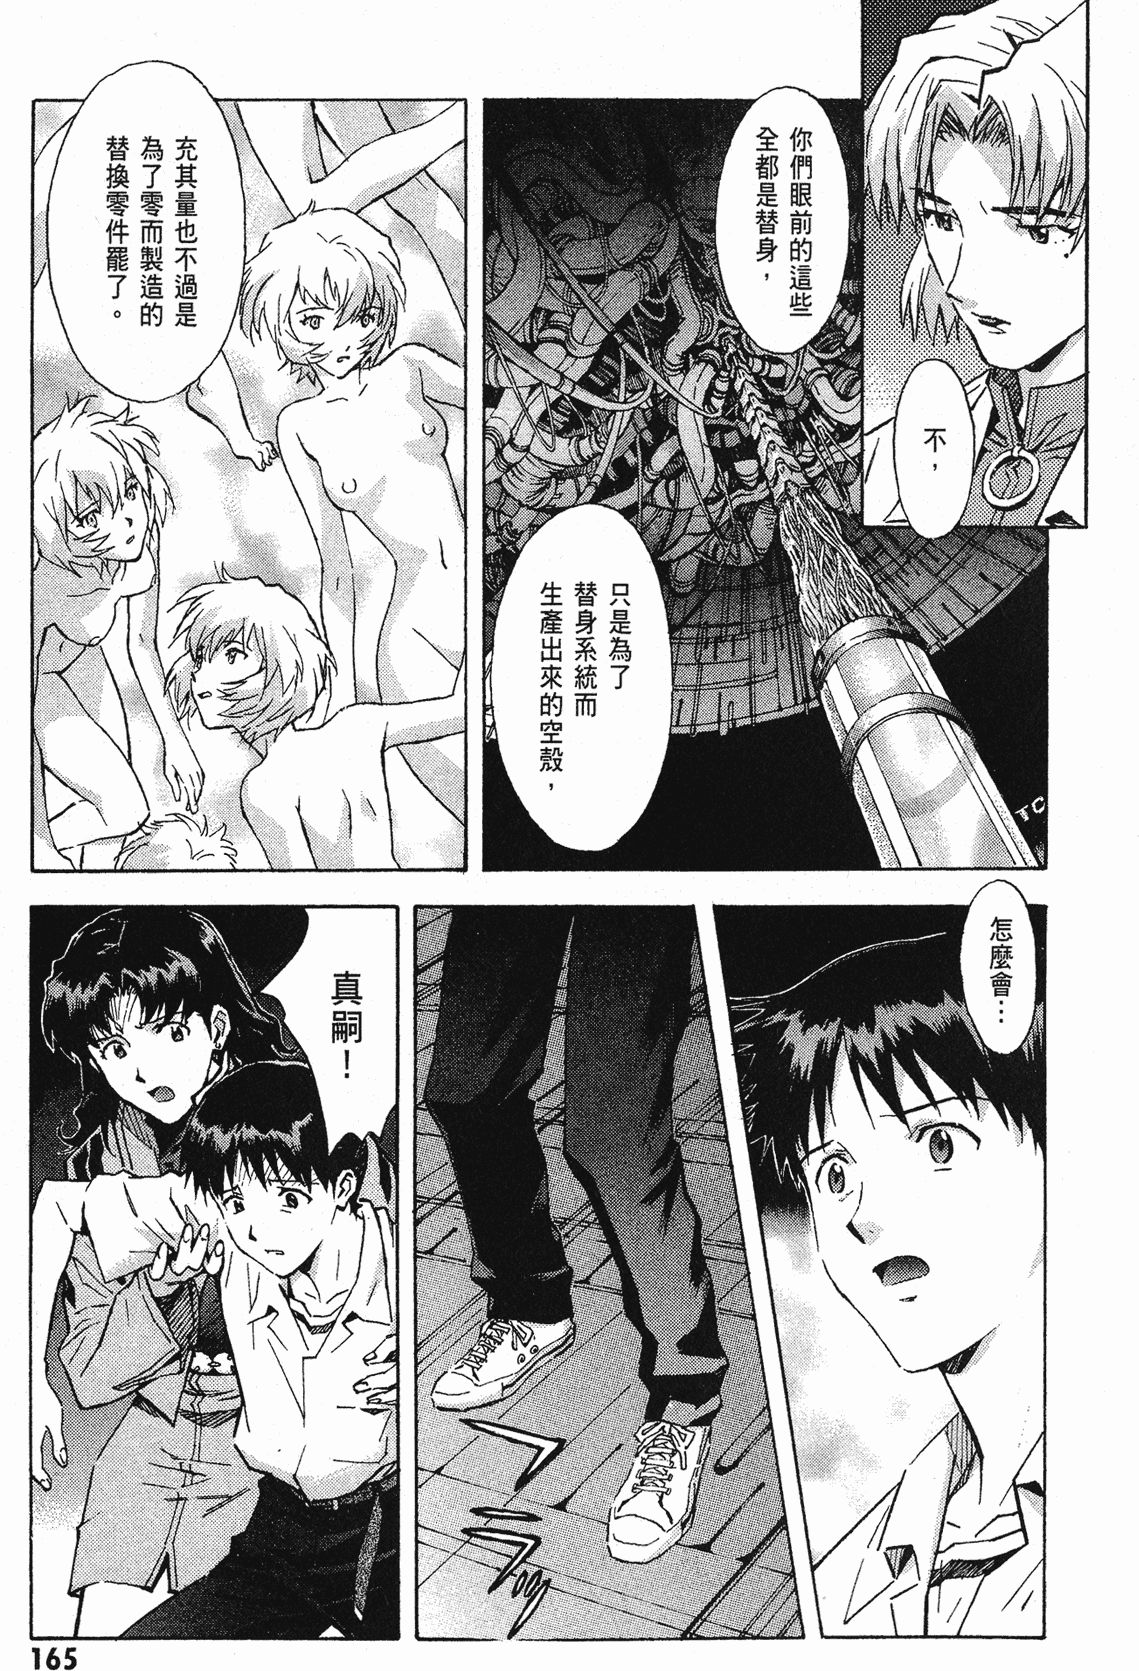 你們眼前的這些
全都是替身，
不，
只是為了
替身系統而
生產出來的空殼，
充其量也不過是
為了零而製造的
替換零件罷了。
怎麼會…
真嗣！
165